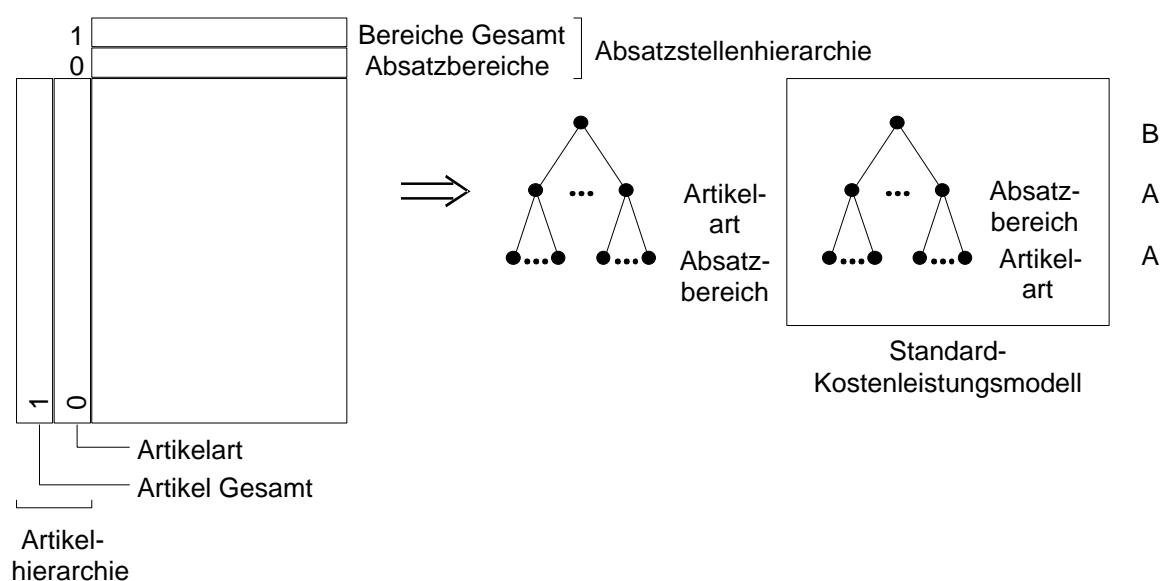 1
Bereiche Gesamt
0
Absatzbereiche
Absatzstellenhierarchie
B
...
...
Artikel-
art
Absatz-
bereich
A
....
....
....
....
Absatz-
bereich
Artikel-
art
A
Standard-
Kostenleistungsmodell
1
0
Artikelart
Artikel Gesamt
Artikel-
hierarchie